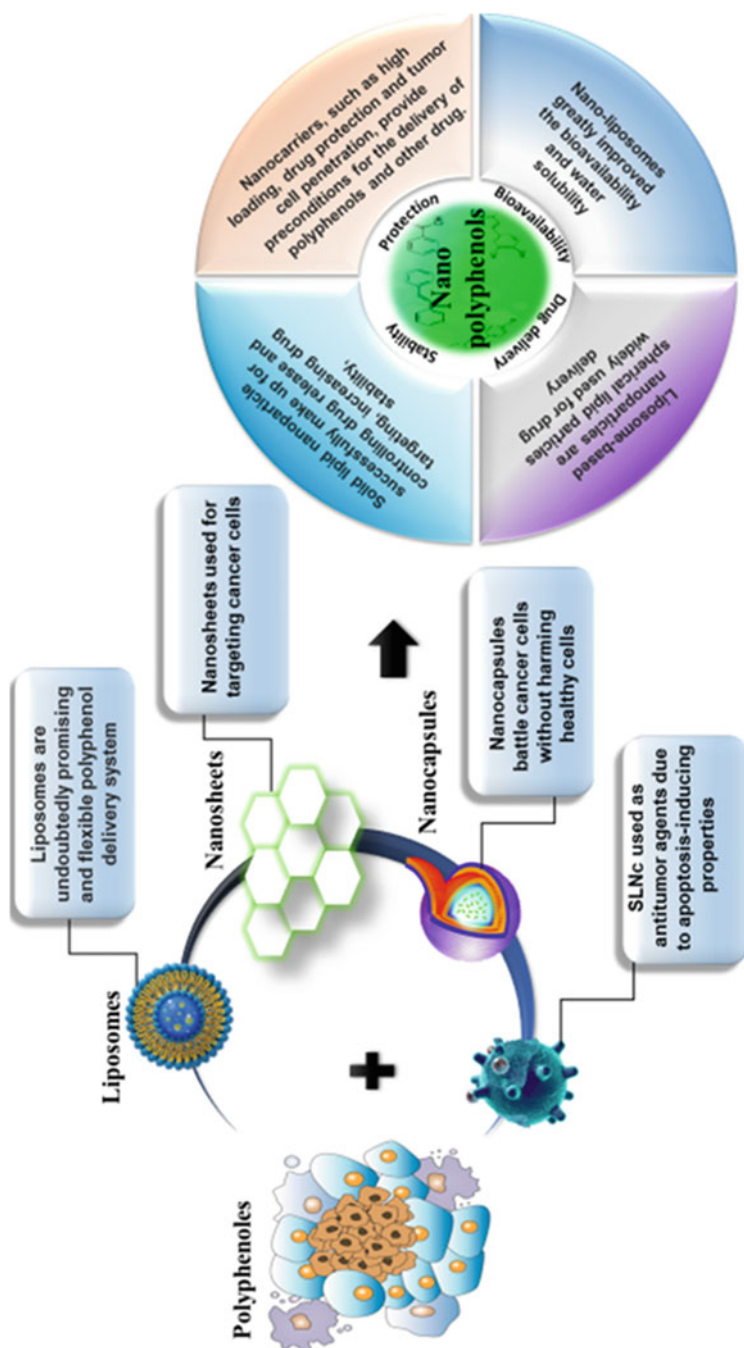 Polyphenoles
Liposomes
Liposomes are
undoubtedly promising
and flexible polyphenol
delivery system
Nanosheets
Nanosheets used for
targeting cancer cells
Nanocapsules
Nanocapsules
battle cancer cells
without harming
healthy cells
SLNc used as
antitumor agents due
to apoptosis-inducing
properties
Solid lipid nanoparticle
successfully make up for
controlling drug release and
targeting, increasing drug
stability,
Nanocarriers, such as high
loading, drug protection and tumor
cell penetration, provide
preconditions for the delivery of
polyphenols and other drug.
Stability
Protection
Nano
polyphenols
Drug delivery
Bioavailability
Liposome-based
nanoparticles are
spherical lipid particles
widely used for drug
delivery
Nano-liposomes
greatly improved
the bioavailability
and water
solubility